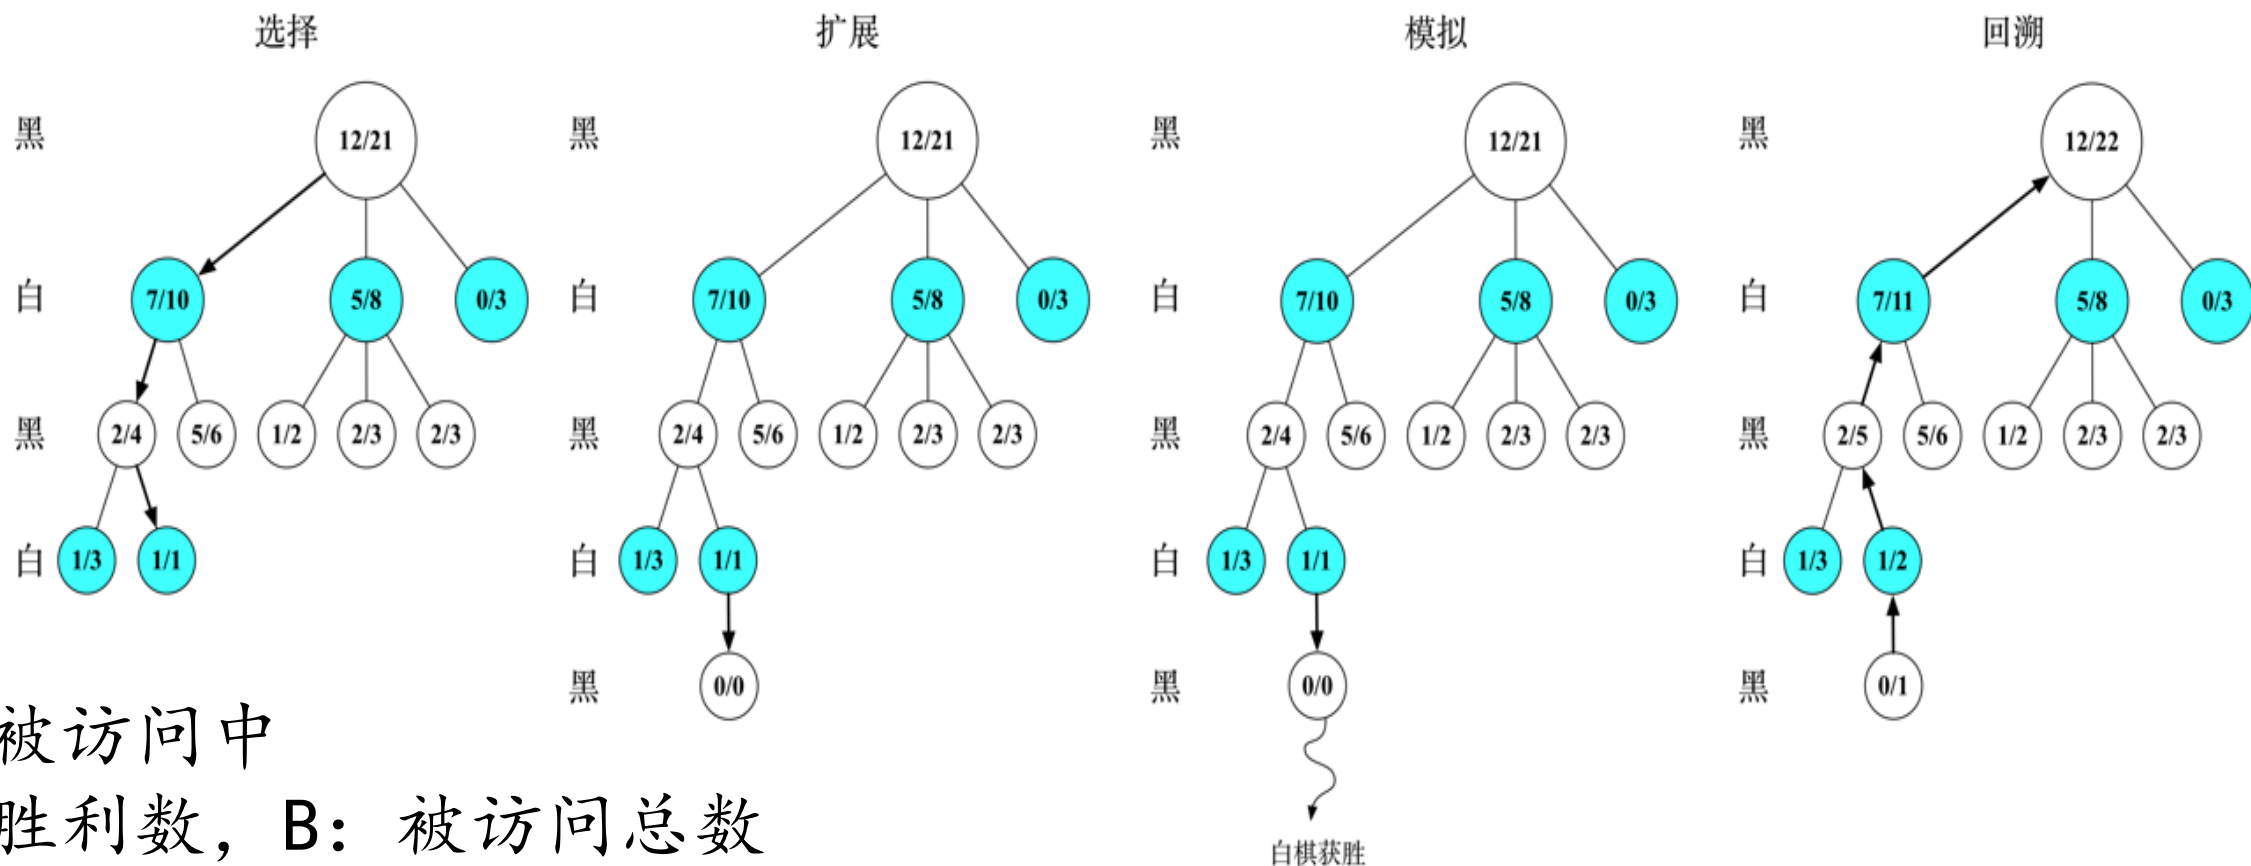 选择 扩展 模拟 回溯
黑 12/21 黑 12/21 黑 12/21 黑 12/22
白 7/10 5/8 0/3 白 7/10 5/8 0/3 白 7/10 5/8 0/3 白 7/11 5/8 0/3
黑 2/4 5/6 1/2 2/3 2/3 黑 2/4 5/6 1/2 2/3 2/3 黑 2/4 5/6 1/2 2/3 2/3 黑 2/5 5/6 1/2 2/3 2/3
白 1/3 1/1 白 1/3 1/1 白 1/3 1/1 白 1/3 1/2
黑 0/0 黑 0/0 黑 0/1
被访问中
胜利数，B：被访问总数
白棋获胜